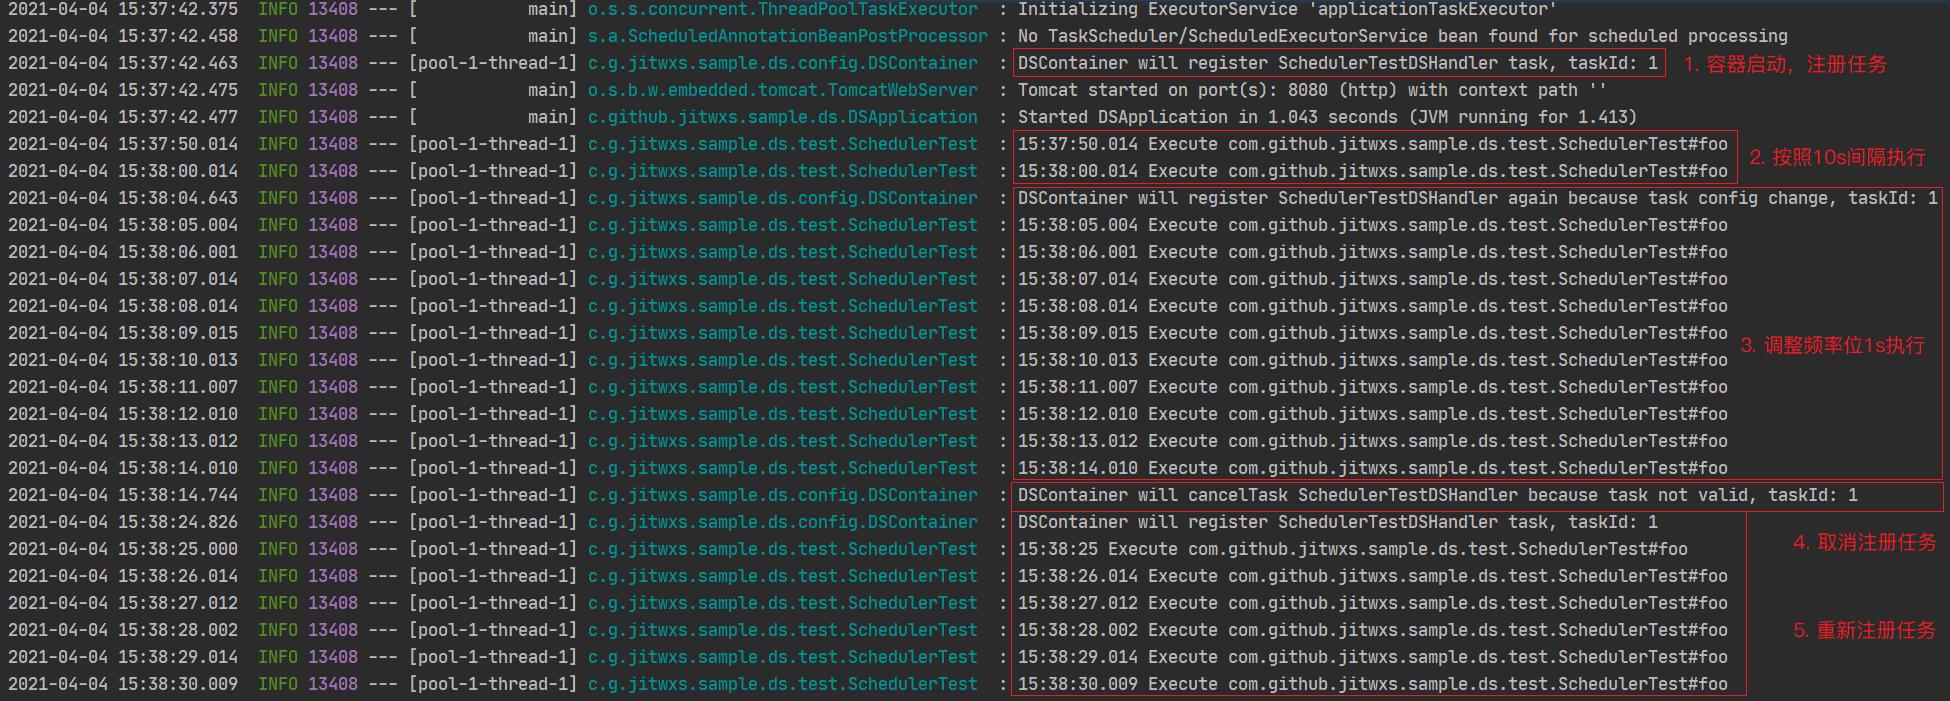 2021-04-04 15:37:42.375  INFO 13408 --- [           main] o.s.s.concurrent.ThreadPoolTaskExecutor  : Initializing ExecutorService 'applicationTaskExecutor'
2021-04-04 15:37:42.458  INFO 13408 --- [           main] s.a.ScheduledAnnotationBeanPostProcessor : No TaskScheduler/ScheduledExecutorService bean found for scheduled processing
2021-04-04 15:37:42.463  INFO 13408 --- [pool-1-thread-1] c.g.jitwxs.sample.ds.config.DSContainer  : DSContainer will register SchedulerTestDSHandler task, taskId: 1 1. 容器启动，注册任务
2021-04-04 15:37:42.475  INFO 13408 --- [           main] o.s.b.w.embedded.tomcat.TomcatWebServer  : Tomcat started on port(s): 8080 (http) with context path ''
2021-04-04 15:37:42.477  INFO 13408 --- [           main] c.github.jitwxs.sample.ds.DSApplication  : Started DSApplication in 1.043 seconds (JVM running for 1.413)
2021-04-04 15:37:50.014  INFO 13408 --- [pool-1-thread-1] c.g.jitwxs.sample.ds.test.SchedulerTest  : 15:37:50.014 Execute com.github.jitwxs.sample.ds.test.SchedulerTest#foo
2. 按照10s间隔执行
2021-04-04 15:38:00.014  INFO 13408 --- [pool-1-thread-1] c.g.jitwxs.sample.ds.test.SchedulerTest  : 15:38:00.014 Execute com.github.jitwxs.sample.ds.test.SchedulerTest#foo
2021-04-04 15:38:04.643  INFO 13408 --- [pool-1-thread-1] c.g.jitwxs.sample.ds.config.DSContainer  : DSContainer will register SchedulerTestDSHandler again because task config change, taskId: 1
2021-04-04 15:38:05.004  INFO 13408 --- [pool-1-thread-1] c.g.jitwxs.sample.ds.test.SchedulerTest  : 15:38:05.004 Execute com.github.jitwxs.sample.ds.test.SchedulerTest#foo
2021-04-04 15:38:06.001  INFO 13408 --- [pool-1-thread-1] c.g.jitwxs.sample.ds.test.SchedulerTest  : 15:38:06.001 Execute com.github.jitwxs.sample.ds.test.SchedulerTest#foo
2021-04-04 15:38:07.014  INFO 13408 --- [pool-1-thread-1] c.g.jitwxs.sample.ds.test.SchedulerTest  : 15:38:07.014 Execute com.github.jitwxs.sample.ds.test.SchedulerTest#foo
2021-04-04 15:38:08.014  INFO 13408 --- [pool-1-thread-1] c.g.jitwxs.sample.ds.test.SchedulerTest  : 15:38:08.014 Execute com.github.jitwxs.sample.ds.test.SchedulerTest#foo
2021-04-04 15:38:09.015  INFO 13408 --- [pool-1-thread-1] c.g.jitwxs.sample.ds.test.SchedulerTest  : 15:38:09.015 Execute com.github.jitwxs.sample.ds.test.SchedulerTest#foo
3. 调整频率位1s执行
2021-04-04 15:38:10.013  INFO 13408 --- [pool-1-thread-1] c.g.jitwxs.sample.ds.test.SchedulerTest  : 15:38:10.013 Execute com.github.jitwxs.sample.ds.test.SchedulerTest#foo
2021-04-04 15:38:11.007  INFO 13408 --- [pool-1-thread-1] c.g.jitwxs.sample.ds.test.SchedulerTest  : 15:38:11.007 Execute com.github.jitwxs.sample.ds.test.SchedulerTest#foo
2021-04-04 15:38:12.010  INFO 13408 --- [pool-1-thread-1] c.g.jitwxs.sample.ds.test.SchedulerTest  : 15:38:12.010 Execute com.github.jitwxs.sample.ds.test.SchedulerTest#foo
2021-04-04 15:38:13.012  INFO 13408 --- [pool-1-thread-1] c.g.jitwxs.sample.ds.test.SchedulerTest  : 15:38:13.012 Execute com.github.jitwxs.sample.ds.test.SchedulerTest#foo
2021-04-04 15:38:14.010  INFO 13408 --- [pool-1-thread-1] c.g.jitwxs.sample.ds.test.SchedulerTest  : 15:38:14.010 Execute com.github.jitwxs.sample.ds.test.SchedulerTest#foo
2021-04-04 15:38:14.744  INFO 13408 --- [pool-1-thread-1] c.g.jitwxs.sample.ds.config.DSContainer  : DSContainer will cancelTask SchedulerTestDSHandler because task not valid, taskId: 1
2021-04-04 15:38:24.826  INFO 13408 --- [pool-1-thread-1] c.g.jitwxs.sample.ds.config.DSContainer  : DSContainer will register SchedulerTestDSHandler task, taskId: 1
4. 取消注册任务
2021-04-04 15:38:25.000  INFO 13408 --- [pool-1-thread-1] c.g.jitwxs.sample.ds.test.SchedulerTest  : 15:38:25 Execute com.github.jitwxs.sample.ds.test.SchedulerTest#foo
2021-04-04 15:38:26.014  INFO 13408 --- [pool-1-thread-1] c.g.jitwxs.sample.ds.test.SchedulerTest  : 15:38:26.014 Execute com.github.jitwxs.sample.ds.test.SchedulerTest#foo
2021-04-04 15:38:27.012  INFO 13408 --- [pool-1-thread-1] c.g.jitwxs.sample.ds.test.SchedulerTest  : 15:38:27.012 Execute com.github.jitwxs.sample.ds.test.SchedulerTest#foo
2021-04-04 15:38:28.002  INFO 13408 --- [pool-1-thread-1] c.g.jitwxs.sample.ds.test.SchedulerTest  : 15:38:28.002 Execute com.github.jitwxs.sample.ds.test.SchedulerTest#foo 5. 重新注册任务
2021-04-04 15:38:29.014  INFO 13408 --- [pool-1-thread-1] c.g.jitwxs.sample.ds.test.SchedulerTest  : 15:38:29.014 Execute com.github.jitwxs.sample.ds.test.SchedulerTest#foo
2021-04-04 15:38:30.009  INFO 13408 --- [pool-1-thread-1] c.g.jitwxs.sample.ds.test.SchedulerTest  : 15:38:30.009 Execute com.github.jitwxs.sample.ds.test.SchedulerTest#foo